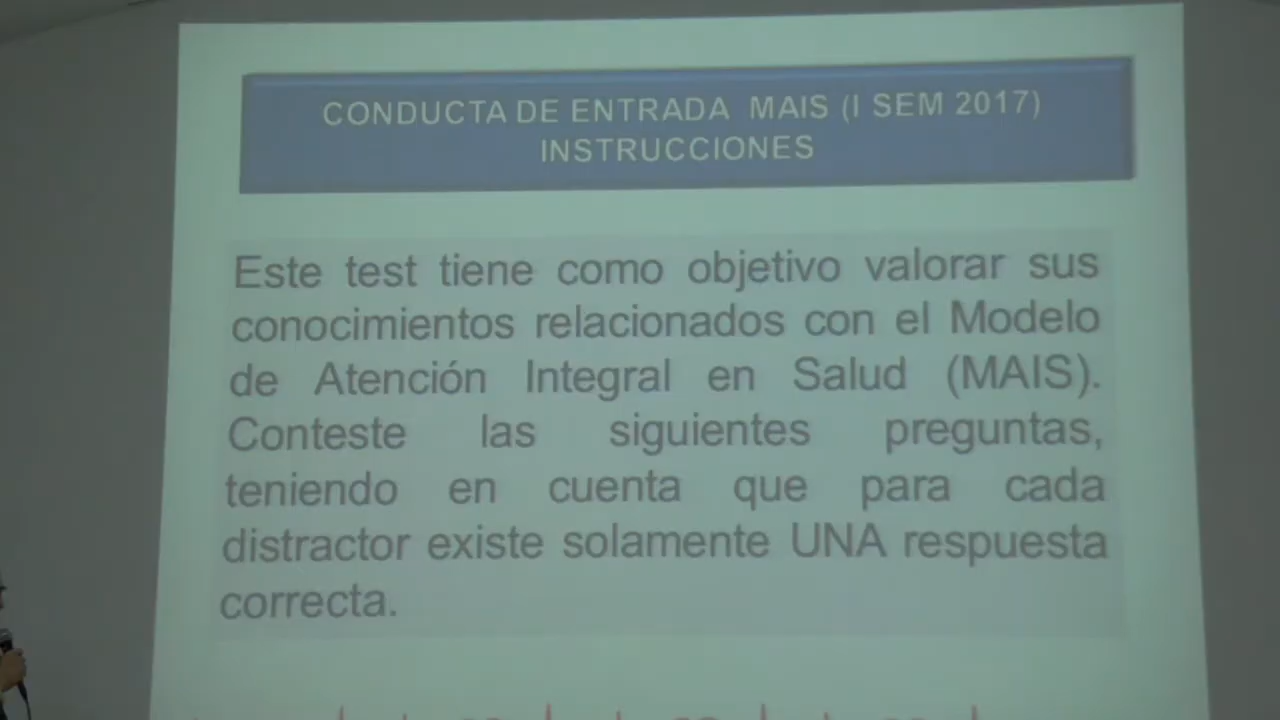 CONDUCTA DE ENTRADA MAIS (I SEM 2017)
INSTRUCCIONES
Este test tiene como objetivo valorar sus
conocimientos relacionados con el Modelo
de Atención Integral en Salud (MAIS).
Conteste las siguientes preguntas,
teniendo en cuenta que para cada
distractor existe solamente UNA respuesta
correcta.